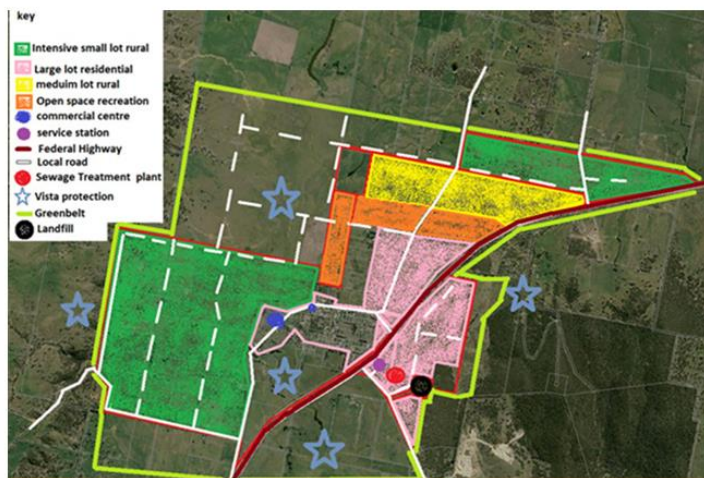 key
Intensive small lot rural
Large lot residential
meduim lot rural
Open space recreation
commercial centre
service station
Federal Highway
Local road
Sewage Treatment plant
Vista protection
Greenbelt
Landfill